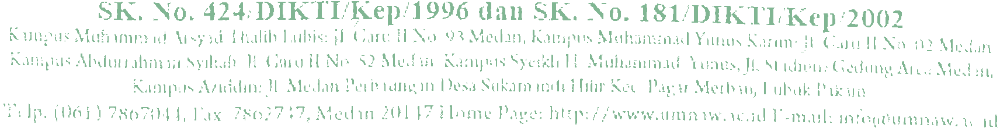 SK. No. 424/DIKTI/Kep/1996 dan SK. No. 181/DIKTI/Kep/2002
Kampus Muhammad Arsyad Thalib Lubis: Jl. Garu II No. 93 Medan, Kampus Muhammad Yunus Karim: Jl. Garu II No. 02 Medan
Kampus Abdurrahman Syihab: Jl. Garu II No. 52 Medan Kampus Syeikh H. Muhammad Yunus, Jl. Stadion/Gedung Arca Medan,
Kampus Azuddin: Jl. Medan Perbaungan Desa Sukamandi Hilir Kec. Pagar Merbau, Lubuk Pakam
Telp. (061) 7867044, Fax. 7862747, Medan 20147 Home Page: http://www.umnaw.ac.id E-mail: info@umnaw.ac.id